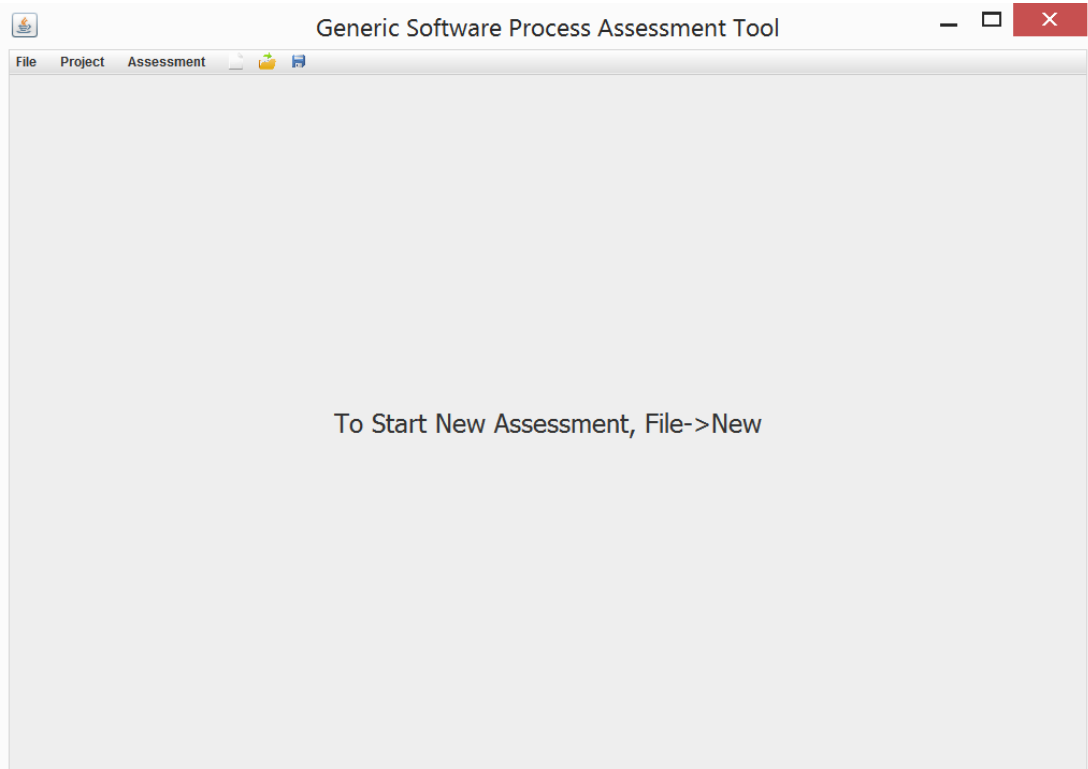 Generic Software Process Assessment Tool
File Project Assessment
To Start New Assessment, File->New